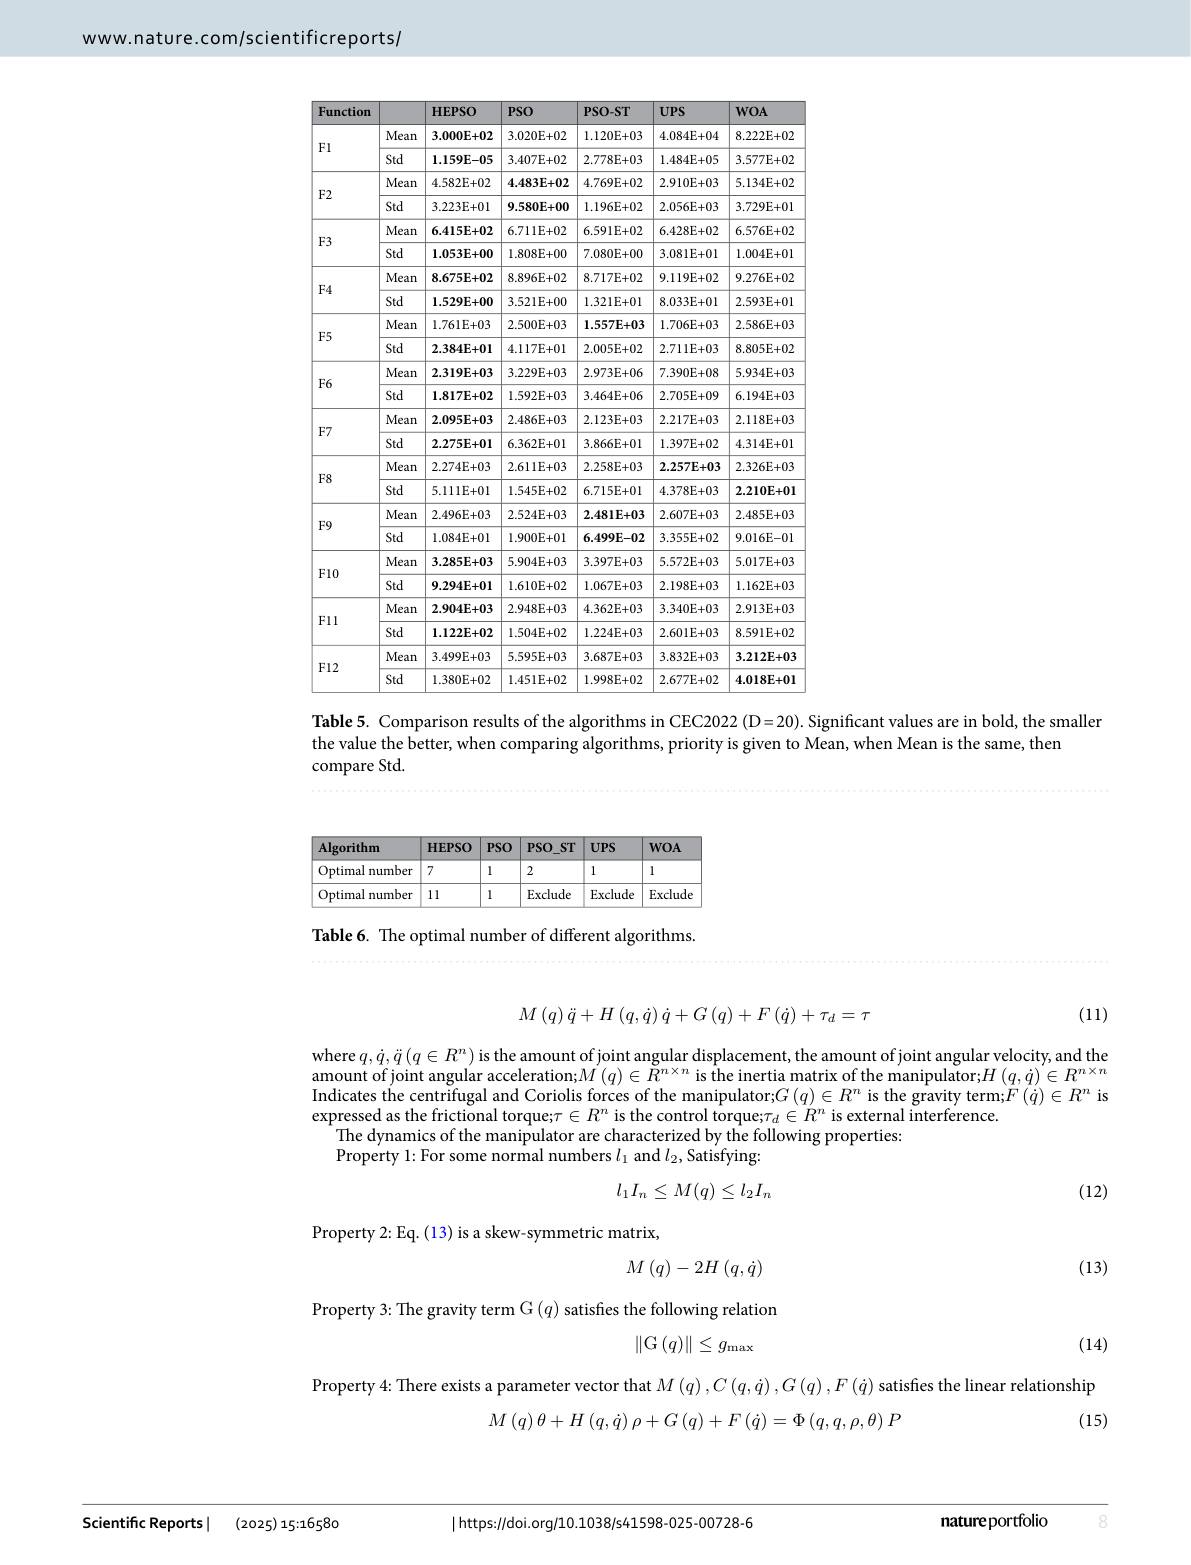 www.nature.com/scientificreports/
Function HEPSO PSO PSO-ST UPS WOA
F1 Mean 3.000E+02 3.020E+02 1.120E+03 4.084E+04 8.222E+02
Std 1.159E−05 3.407E+02 2.778E+03 1.484E+05 3.577E+02
F2 Mean 4.582E+02 4.483E+02 4.769E+02 2.910E+03 5.134E+02
Std 3.223E+01 9.580E+00 1.196E+02 2.056E+03 3.729E+01
F3 Mean 6.415E+02 6.711E+02 6.591E+02 6.428E+02 6.576E+02
Std 1.053E+00 1.808E+00 7.080E+00 3.081E+01 1.004E+01
F4 Mean 8.675E+02 8.896E+02 8.717E+02 9.119E+02 9.276E+02
Std 1.529E+00 3.521E+00 1.321E+01 8.033E+01 2.593E+01
F5 Mean 1.761E+03 2.500E+03 1.557E+03 1.706E+03 2.586E+03
Std 2.384E+01 4.117E+01 2.005E+02 2.711E+03 8.805E+02
F6 Mean 2.319E+03 3.229E+03 2.973E+06 7.390E+08 5.934E+03
Std 1.817E+02 1.592E+03 3.464E+06 2.705E+09 6.194E+03
F7 Mean 2.095E+03 2.486E+03 2.123E+03 2.217E+03 2.118E+03
Std 2.275E+01 6.362E+01 3.866E+01 1.397E+02 4.314E+01
F8 Mean 2.274E+03 2.611E+03 2.258E+03 2.257E+03 2.326E+03
Std 5.111E+01 1.545E+02 6.715E+01 4.378E+03 2.210E+01
F9 Mean 2.496E+03 2.524E+03 2.481E+03 2.607E+03 2.485E+03
Std 1.084E+01 1.900E+01 6.499E−02 3.355E+02 9.016E−01
F10 Mean 3.285E+03 5.904E+03 3.397E+03 5.572E+03 5.017E+03
Std 9.294E+01 1.610E+02 1.067E+03 2.198E+03 1.162E+03
F11 Mean 2.904E+03 2.948E+03 4.362E+03 3.340E+03 2.913E+03
Std 1.122E+02 1.504E+02 1.224E+03 2.601E+03 8.591E+02
F12 Mean 3.499E+03 5.595E+03 3.687E+03 3.832E+03 3.212E+03
Std 1.380E+02 1.451E+02 1.998E+02 2.677E+02 4.018E+01
Table 5. Comparison results of the algorithms in CEC2022 (D = 20). Significant values are in bold, the smaller
the value the better, when comparing algorithms, priority is given to Mean, when Mean is the same, then
compare Std.
Algorithm HEPSO PSO PSO_ST UPS WOA
Optimal number 7 1 2 1 1
Optimal number 11 1 Exclude Exclude Exclude
Table 6. The optimal number of different algorithms.
M (q) q̈ + H (q, q̇) q̇ + G (q) + F (q̇) + τ_d = τ (11)
where q, q̇, q̈ (q ∈ Rⁿ) is the amount of joint angular displacement, the amount of joint angular velocity, and the
amount of joint angular acceleration;M (q) ∈ Rⁿˣⁿ is the inertia matrix of the manipulator;H (q, q̇) ∈ Rⁿˣⁿ
Indicates the centrifugal and Coriolis forces of the manipulator;G (q) ∈ Rⁿ is the gravity term;F (q̇) ∈ Rⁿ is
expressed as the frictional torque;τ ∈ Rⁿ is the control torque;τ_d ∈ Rⁿ is external interference.
The dynamics of the manipulator are characterized by the following properties:
Property 1: For some normal numbers l₁ and l₂, Satisfying:
l₁Iₙ ≤ M(q) ≤ l₂Iₙ (12)
Property 2: Eq. (13) is a skew-symmetric matrix,
M (q) − 2H (q, q̇) (13)
Property 3: The gravity term G (q) satisfies the following relation
‖G (q)‖ ≤ g_max (14)
Property 4: There exists a parameter vector that M (q) , C (q, q̇) , G (q) , F (q̇) satisfies the linear relationship
M (q) θ + H (q, q̇) ρ + G (q) + F (q̇) = Φ (q, q, ρ, θ) P (15)
Scientific Reports | (2025) 15:16580 | https://doi.org/10.1038/s41598-025-00728-6 natureportfolio 8